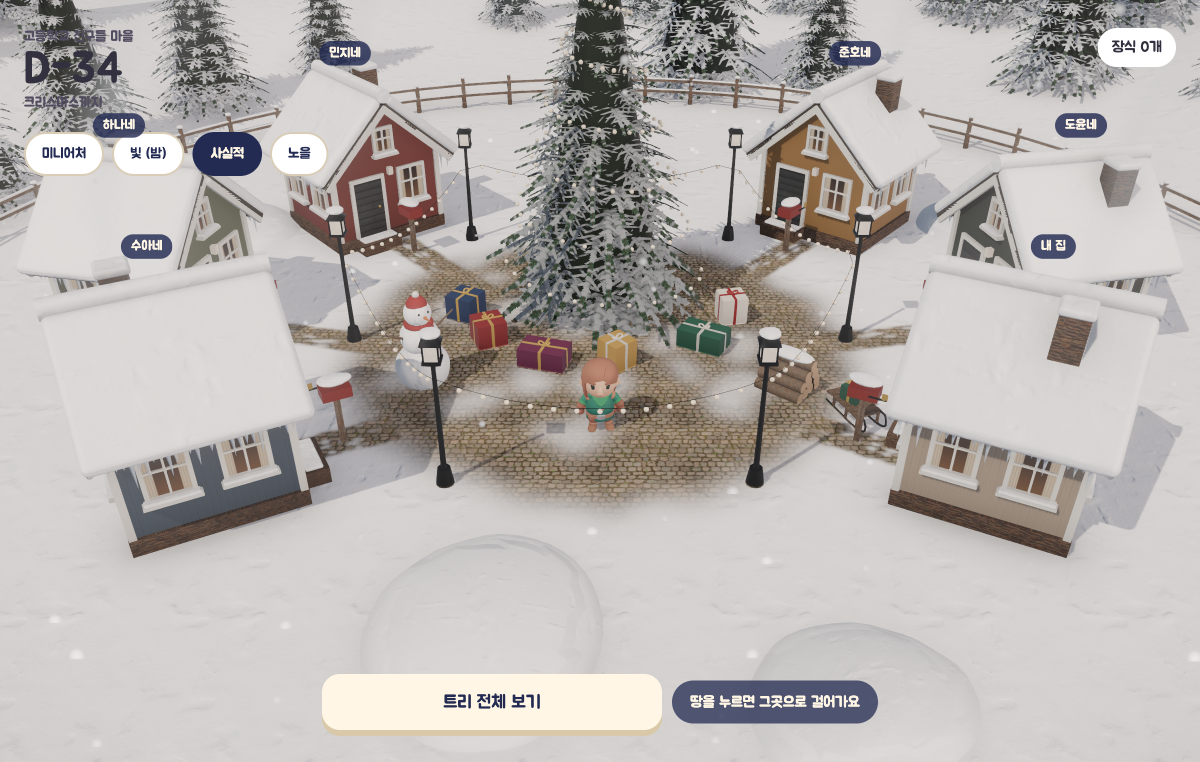 마을
D-34
크리스마스까지
민지네
준호네
장식 0개
하나네
도윤네
미니어처
빛 (밤)
사실적
노을
수아네
내 집
트리 전체 보기
땅을 누르면 그곳으로 걸어가요